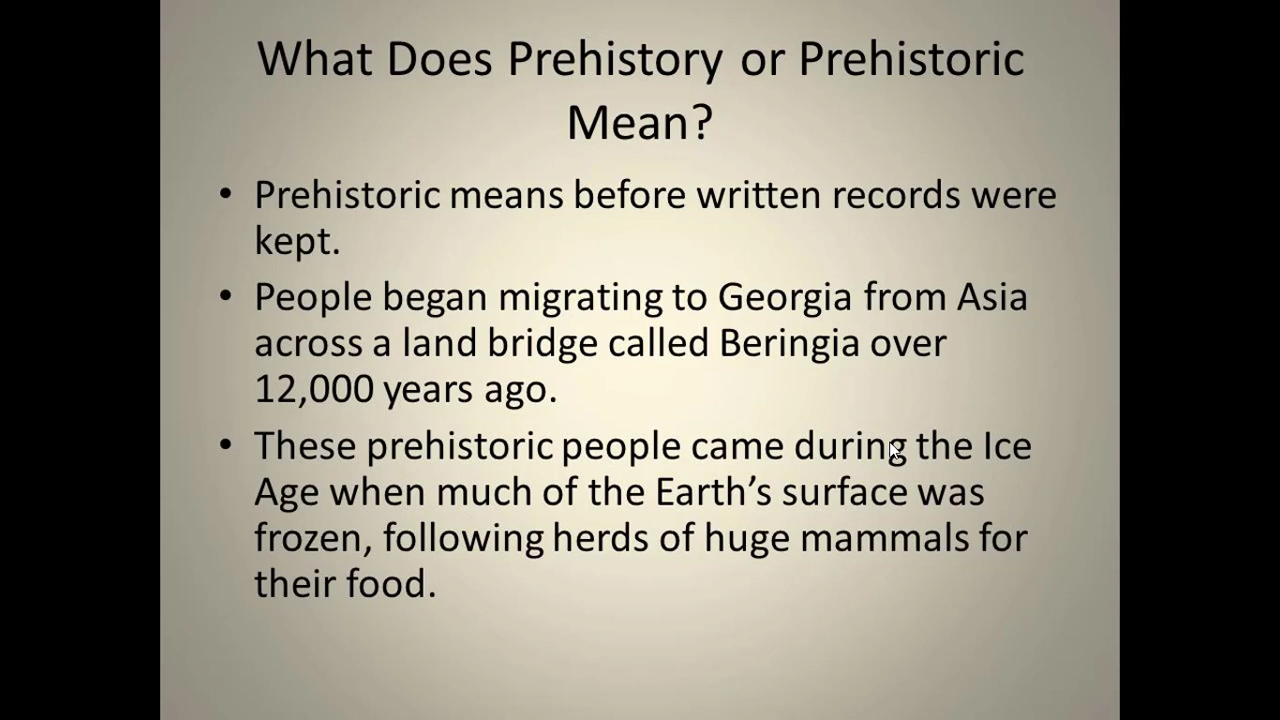 What Does Prehistory or Prehistoric
Mean?
• Prehistoric means before written records were
kept.
• People began migrating to Georgia from Asia
across a land bridge called Beringia over
12,000 years ago.
• These prehistoric people came during the Ice
Age when much of the Earth’s surface was
frozen, following herds of huge mammals for
their food.